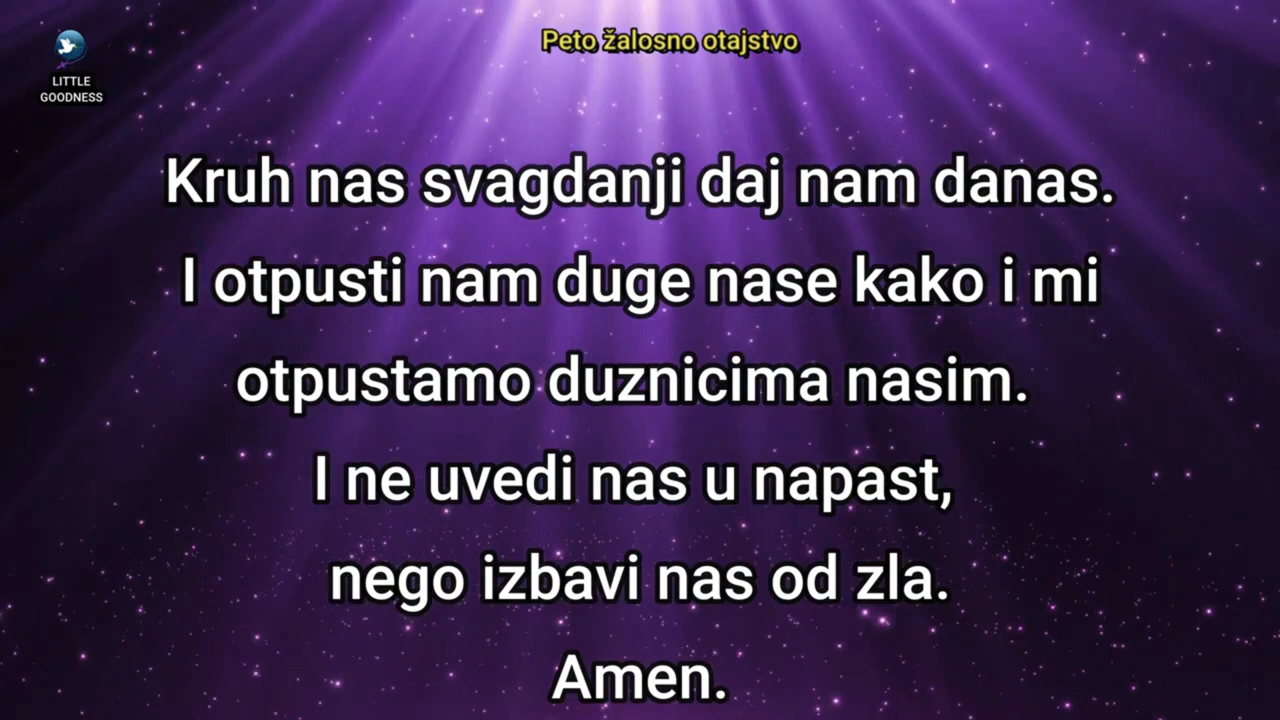 Peto žalosno otajstvo
LITTLE
GOODNESS
Kruh nas svagdanji daj nam danas.
I otpusti nam duge nase kako i mi
otpustamo duznicima nasim.
I ne uvedi nas u napast,
nego izbavi nas od zla.
Amen.